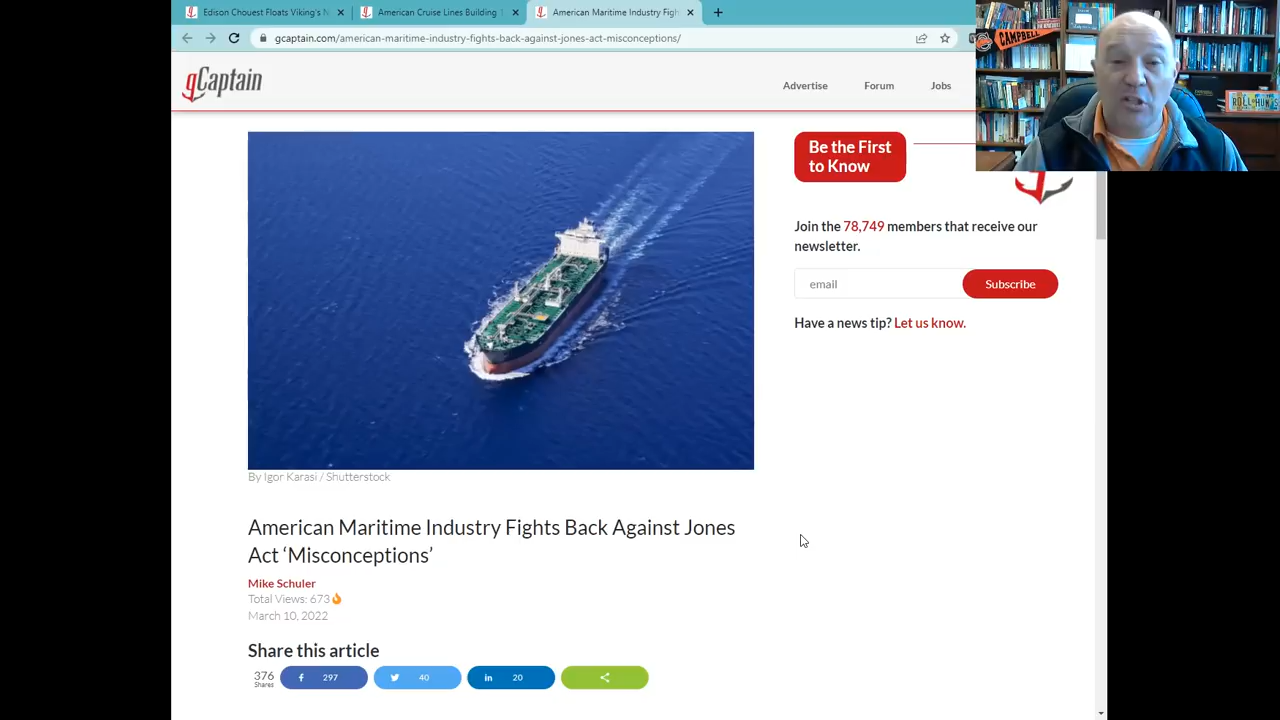 Edison Chouest Floats Viking's N
American Cruise Lines Building
American Maritime Industry Figh
gcaptain.com/american-maritime-industry-fights-back-against-jones-act-misconceptions/
gCaptain
Advertise
Forum
Jobs
CAMPBELL
ROLL HUMPS
Be the First
to Know
Join the 78,749 members that receive our
newsletter.
email
Subscribe
Have a news tip? Let us know.
By Igor Karasi / Shutterstock
American Maritime Industry Fights Back Against Jones
Act ‘Misconceptions’
Mike Schuler
Total Views: 673
March 10, 2022
Share this article
376
Shares
297
40
20